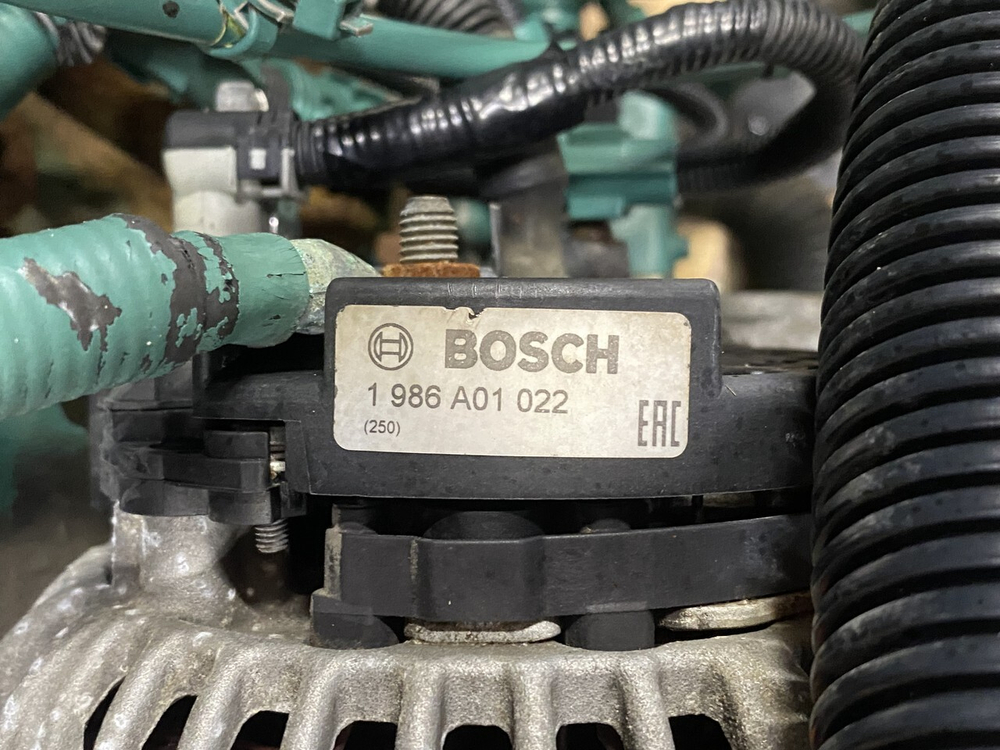 BOSCH
1 986 A01 022
(250)
EAC